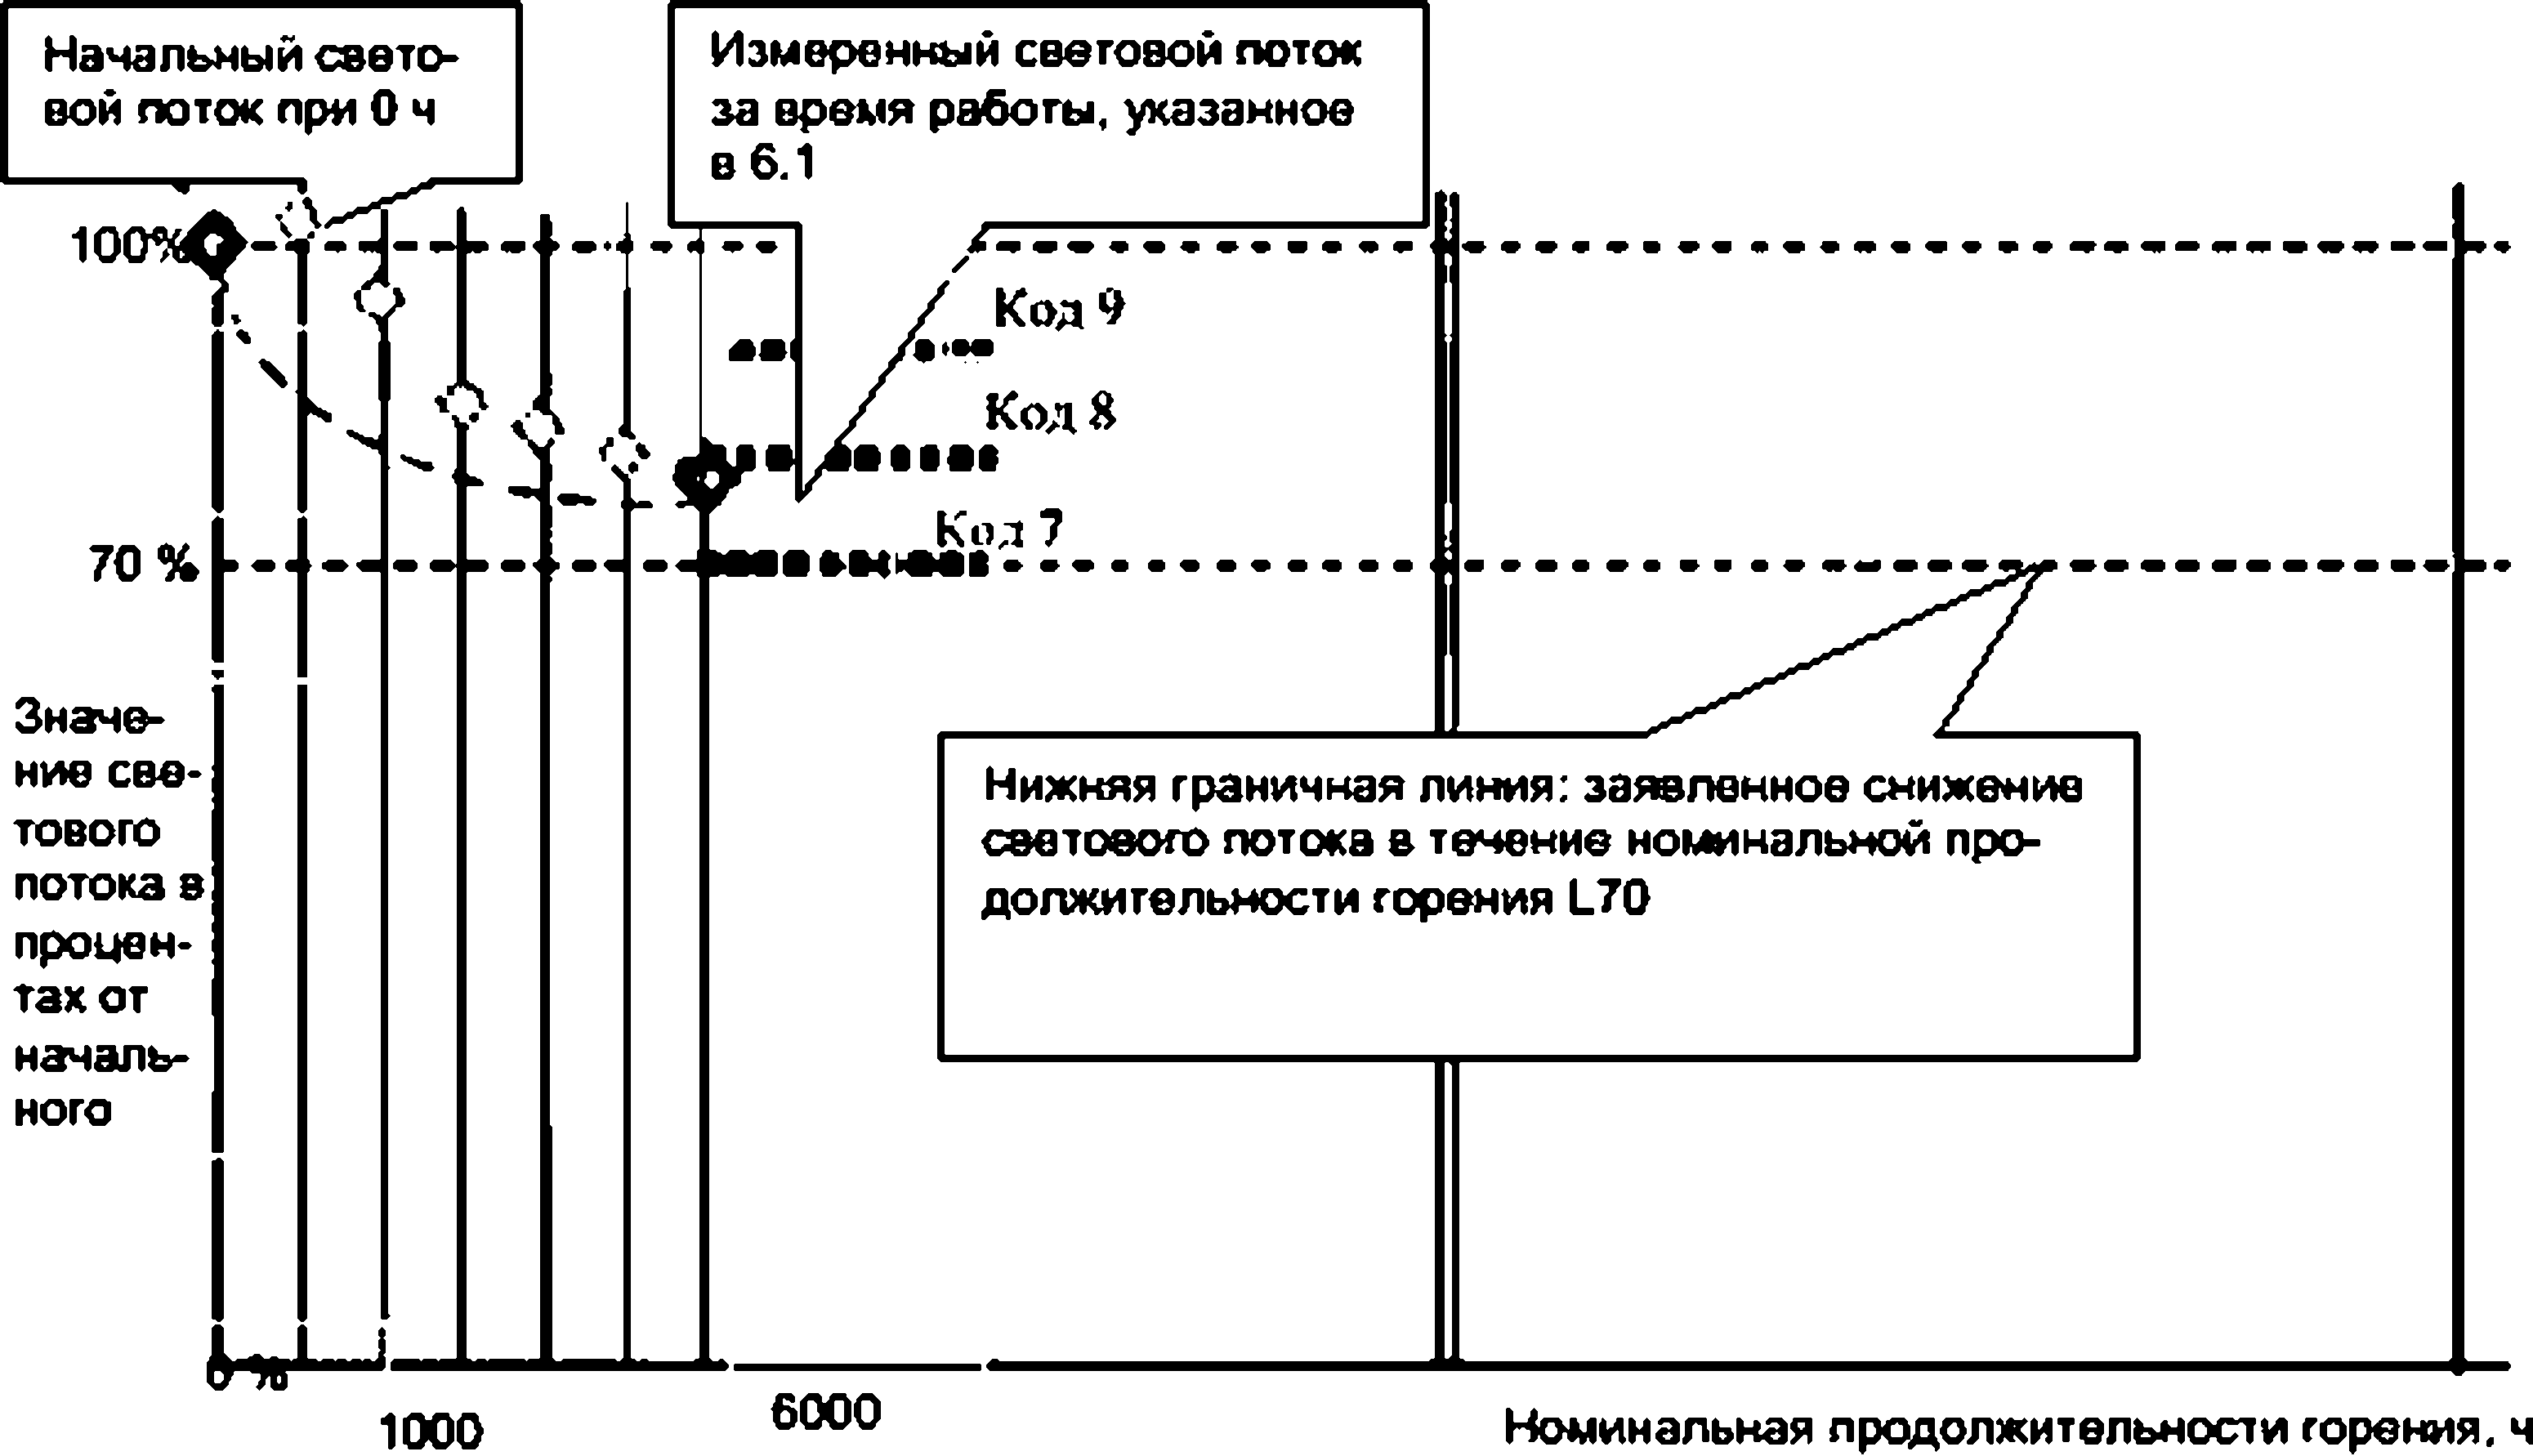 Начальный свето-
вой поток при 0 ч
Измеренный световой поток
за время работы, указанное
в 6.1
100%
Код 9
Код 8
Код 7
70 %
Значе-
ние све-
тового
потока в
процен-
тах от
началь-
ного
Нижняя граничная линия: заявленное снижение
светового потока в течение номинальной про-
должительности горения L70
0 %
1000
6000
Номинальная продолжительности горения, ч